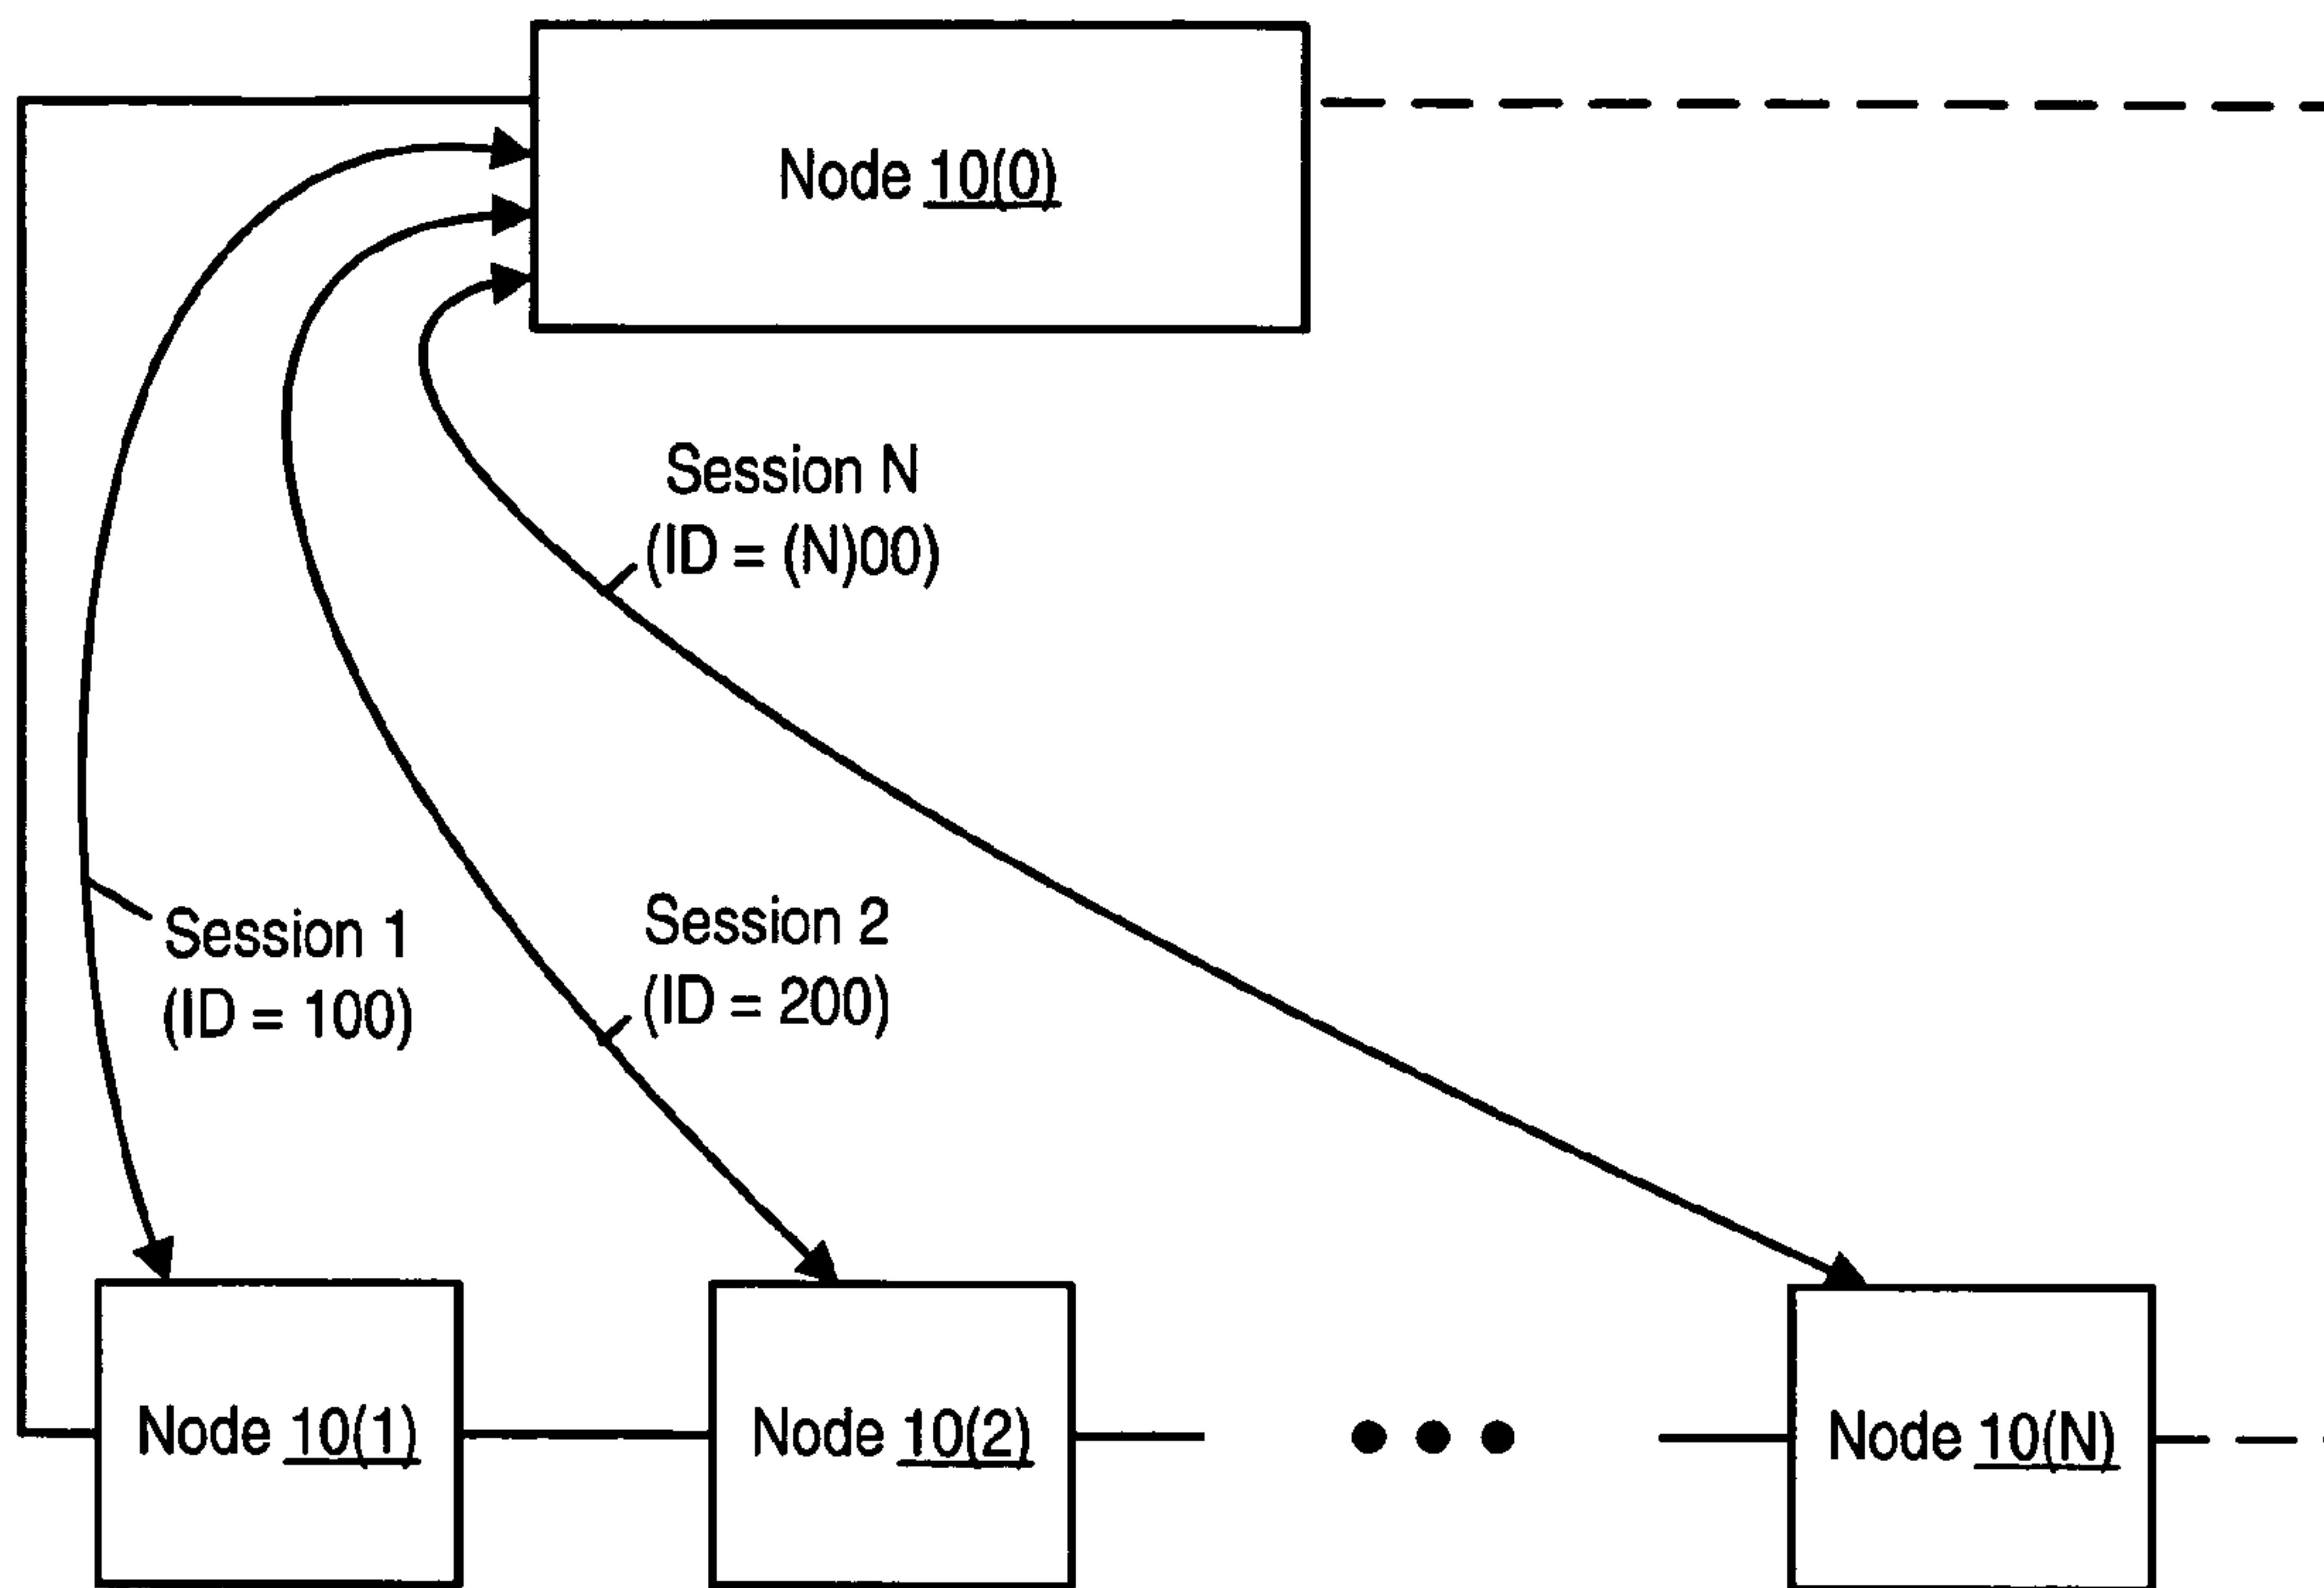 Node 10(0)
Session N
(ID = (N)00)
Session 1
(ID = 100)
Session 2
(ID = 200)
Node 10(1)
Node 10(2)
Node 10(N)